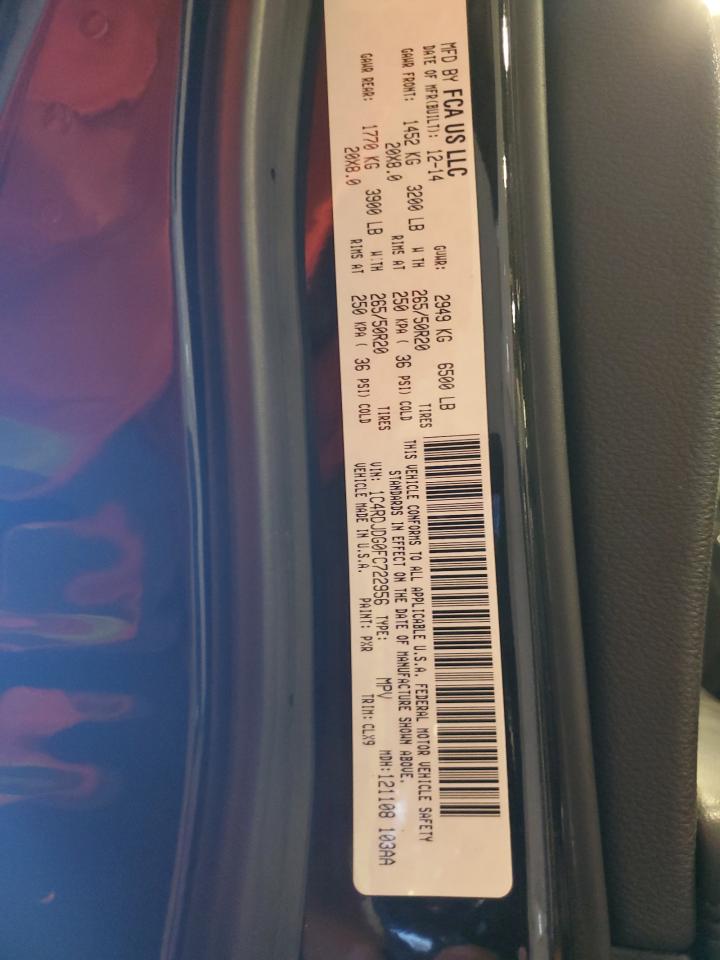 MFD BY FCA US LLC
DATE OF MFR(BUILT): 12-14 GVWR: 2949 KG 6500 LB
GAWR FRONT: 1452 KG 3200 LB WITH 265/50R20 TIRES
20X8.0 RIMS AT 250 KPA ( 36 PSI) COLD
GAWR REAR: 1770 KG 3900 LB WITH 265/50R20 TIRES
20X8.0 RIMS AT 250 KPA ( 36 PSI) COLD
THIS VEHICLE CONFORMS TO ALL APPLICABLE U.S.A. FEDERAL MOTOR VEHICLE SAFETY
STANDARDS IN EFFECT ON THE DATE OF MANUFACTURE SHOWN ABOVE.
VIN: 1C4RDJDG0FC722956 TYPE: MPV MDH:121108 103AA
VEHICLE MADE IN U.S.A. PAINT: PXR TRIM: CLX9